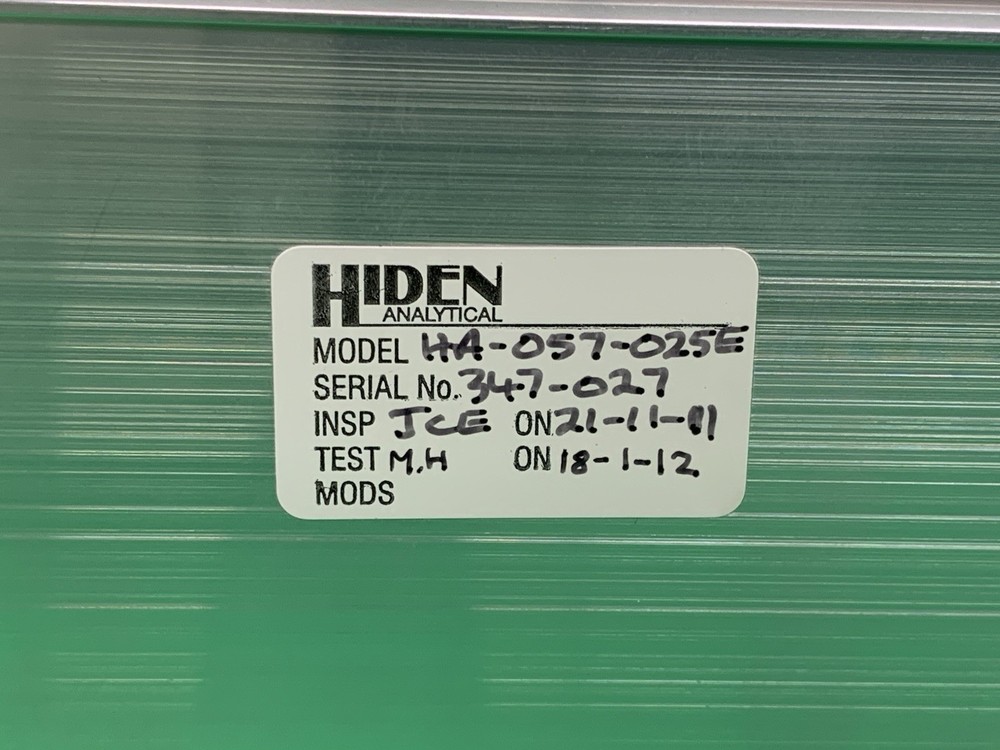 HIDEN
ANALYTICAL
MODEL HA-057-025E
SERIAL No. 347-027
INSP JCE ON 21-11-11
TEST M.H ON 18-1-12
MODS